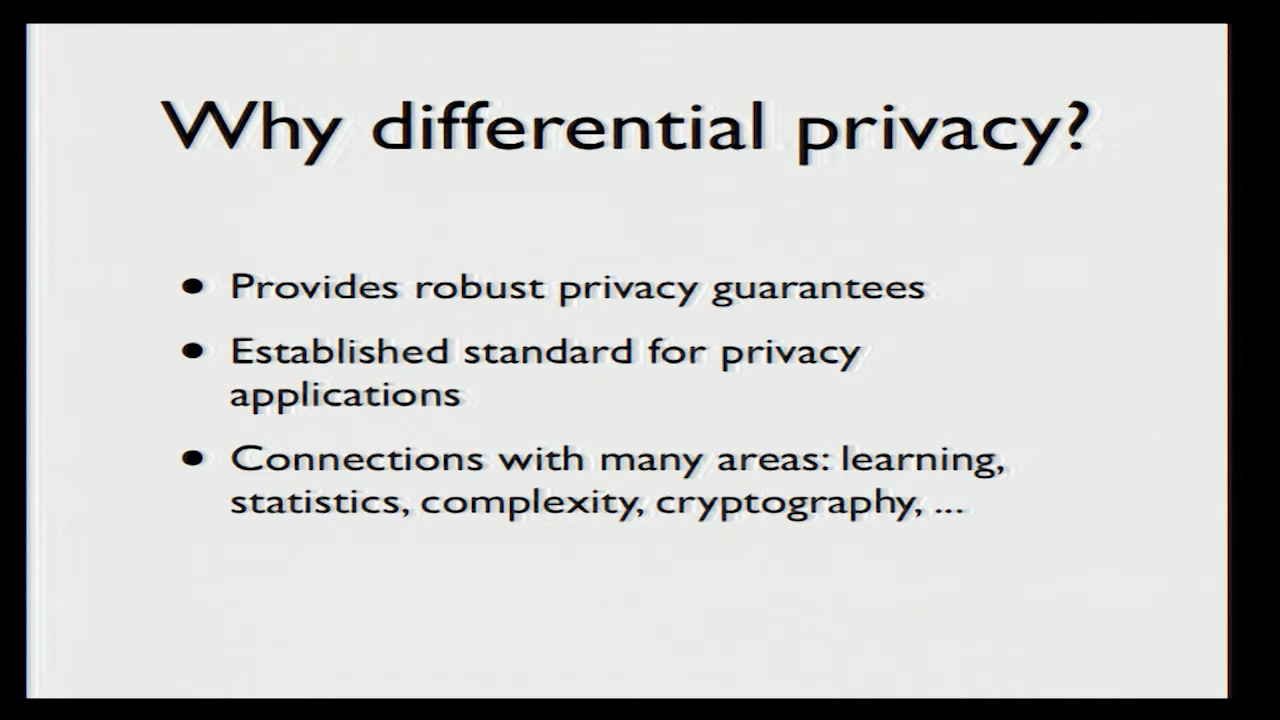 Why differential privacy?
• Provides robust privacy guarantees
• Established standard for privacy
applications
• Connections with many areas: learning,
statistics, complexity, cryptography, ...